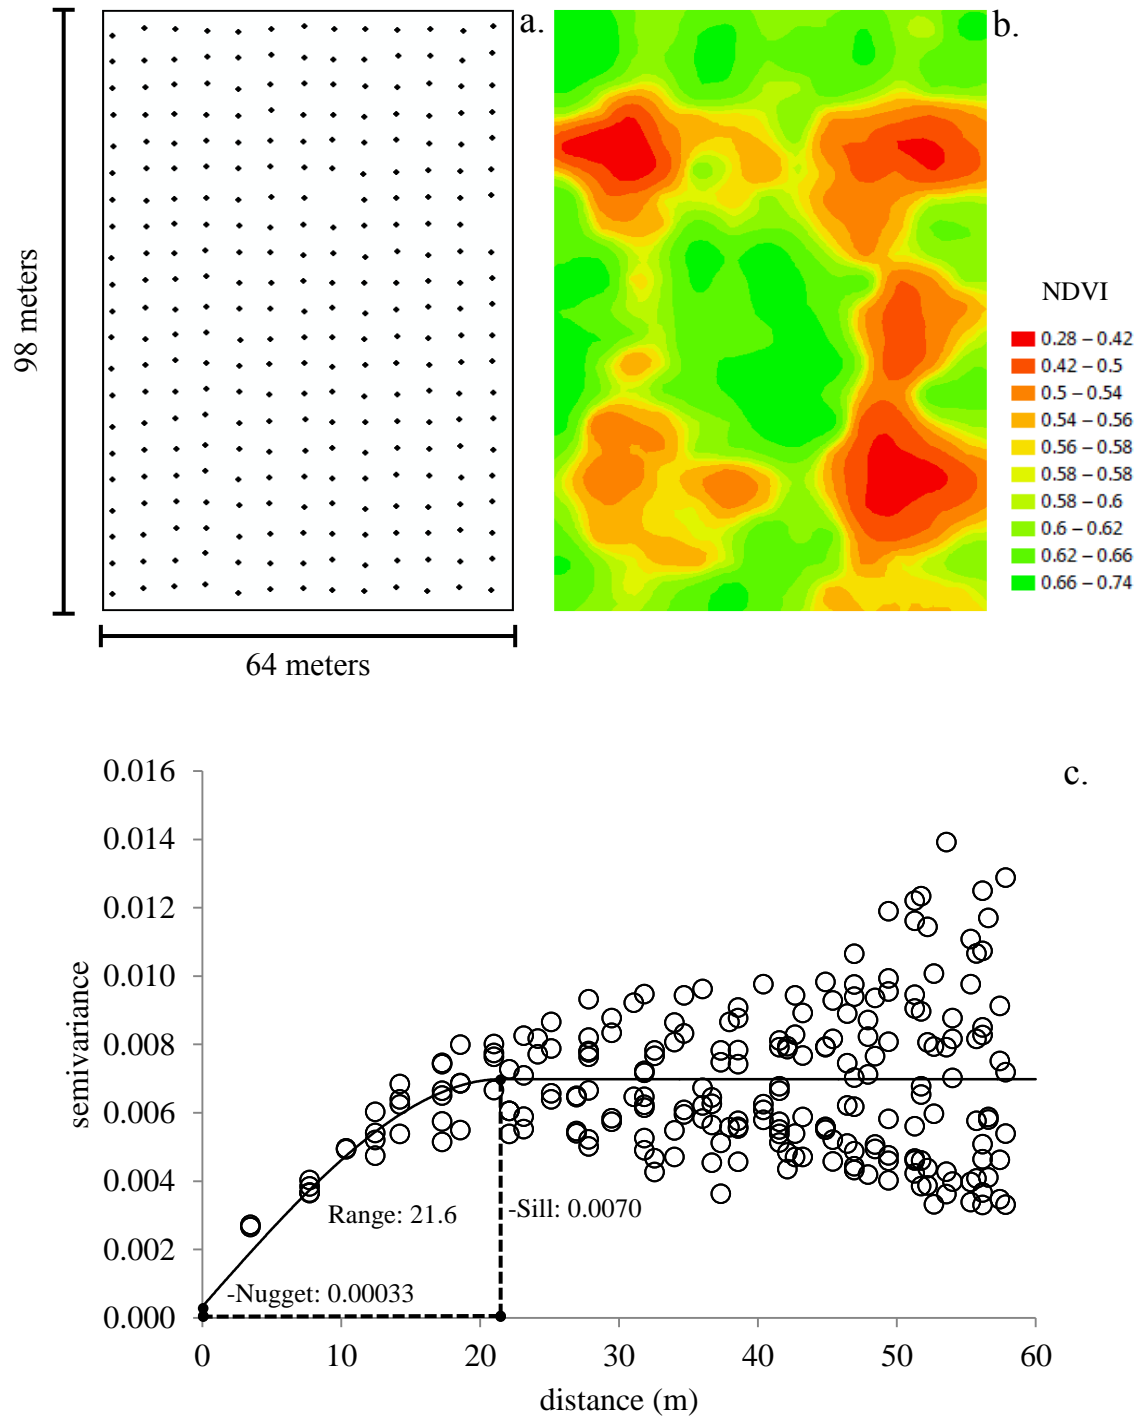 a.
b.
98 meters
64 meters
NDVI
0.28 – 0.42
0.42 – 0.5
0.5 – 0.54
0.54 – 0.56
0.56 – 0.58
0.58 – 0.58
0.58 – 0.6
0.6 – 0.62
0.62 – 0.66
0.66 – 0.74
c.
0.016
0.014
0.012
0.010
0.008
0.006
0.004
0.002
0.000
semivariance
Range: 21.6
-Sill: 0.0070
-Nugget: 0.00033
0 10 20 30 40 50 60
distance (m)